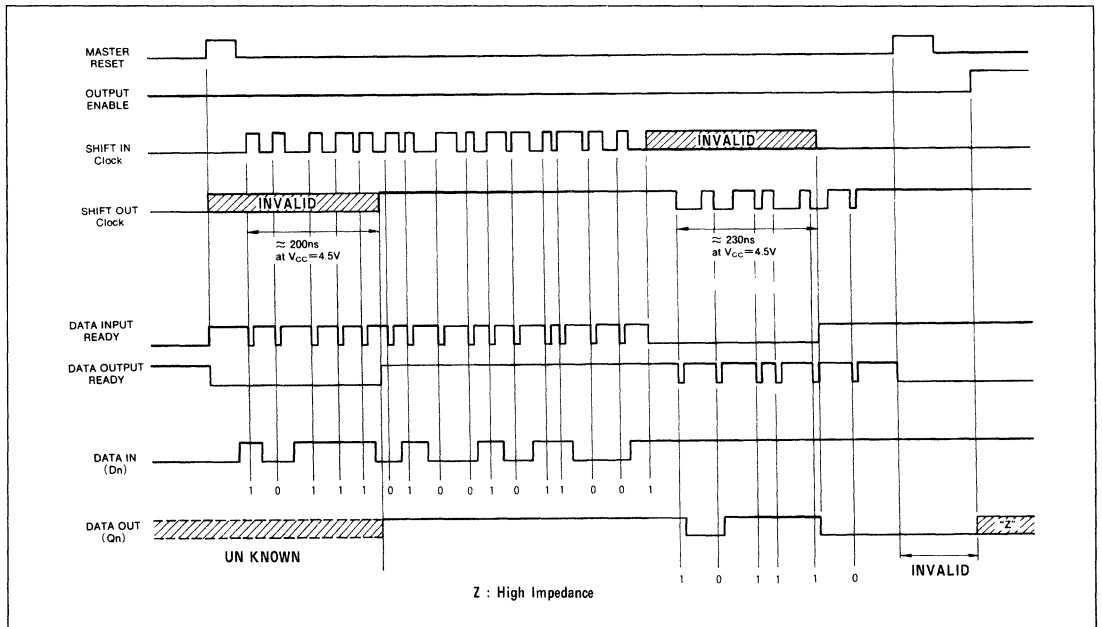 MASTER
RESET
OUTPUT
ENABLE
SHIFT IN
Clock
INVALID
SHIFT OUT
Clock
INVALID
≈ 200ns
at VCC=4.5V
≈ 230ns
at VCC=4.5V
DATA INPUT
READY
DATA OUTPUT
READY
DATA IN
(Dn)
1 0 1 1 1 0 1 0 0 1 0 1 1 0 0 1
DATA OUT
(Qn)
"Z"
UN KNOWN
1 0 1 1 1 0
INVALID
Z : High Impedance